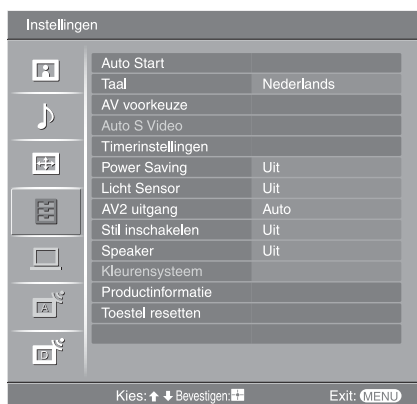 Instellingen
Auto Start
Taal Nederlands
AV voorkeuze
Auto S Video
Timerinstellingen
Power Saving Uit
Licht Sensor Uit
AV2 uitgang Auto
Stil inschakelen Uit
Speaker Uit
Kleurensysteem
Productinformatie
Toestel resetten
A
D
Kies: Bevestigen: Exit: MENU